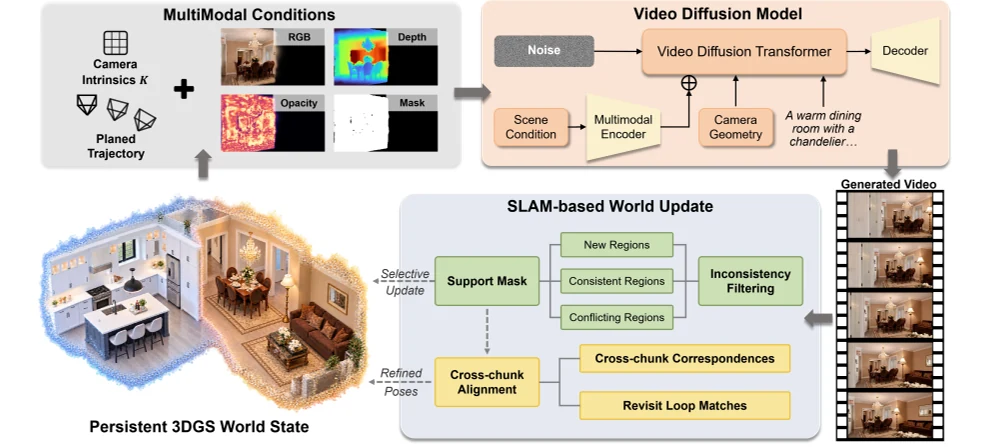 MultiModal Conditions
Camera
Intrinsics K
Planed
Trajectory
RGB
Depth
Opacity
Mask
Video Diffusion Model
Noise
Video Diffusion Transformer
Decoder
Scene
Condition
Multimodal
Encoder
Camera
Geometry
A warm dining
room with a
chandelier…
Generated Video
SLAM-based World Update
Selective
Update
Support Mask
New Regions
Consistent Regions
Conflicting Regions
Inconsistency
Filtering
Refined
Poses
Cross-chunk
Alignment
Cross-chunk Correspondences
Revisit Loop Matches
Persistent 3DGS World State